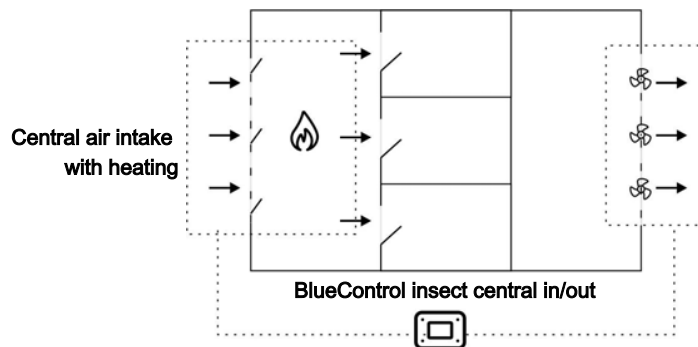 Central air intake
with heating
BlueControl insect central in/out